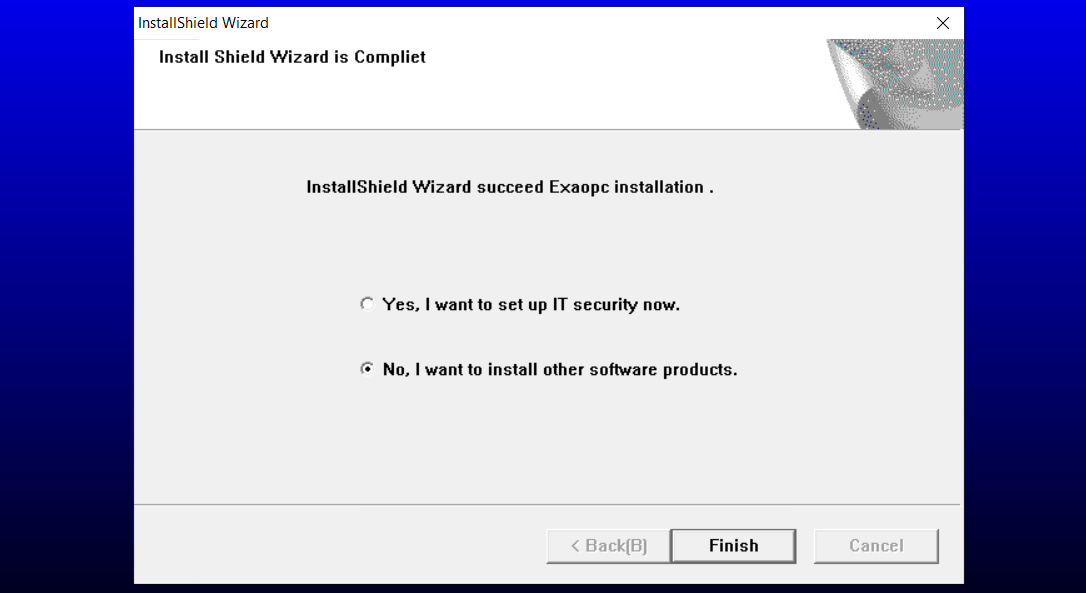 InstallShield Wizard
Install Shield Wizard is Compliet
InstallShield Wizard succeed Exaopc installation .
Yes, I want to set up IT security now.
No, I want to install other software products.
< Back(B)
Finish
Cancel